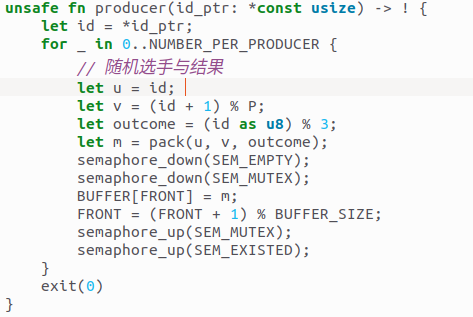 unsafe fn producer(id_ptr: *const usize) -> ! {
    let id = *id_ptr;
    for _ in 0..NUMBER_PER_PRODUCER {
        // 随机选手与结果
        let u = id;
        let v = (id + 1) % P;
        let outcome = (id as u8) % 3;
        let m = pack(u, v, outcome);
        semaphore_down(SEM_EMPTY);
        semaphore_down(SEM_MUTEX);
        BUFFER[FRONT] = m;
        FRONT = (FRONT + 1) % BUFFER_SIZE;
        semaphore_up(SEM_MUTEX);
        semaphore_up(SEM_EXISTED);
    }
    exit(0)
}